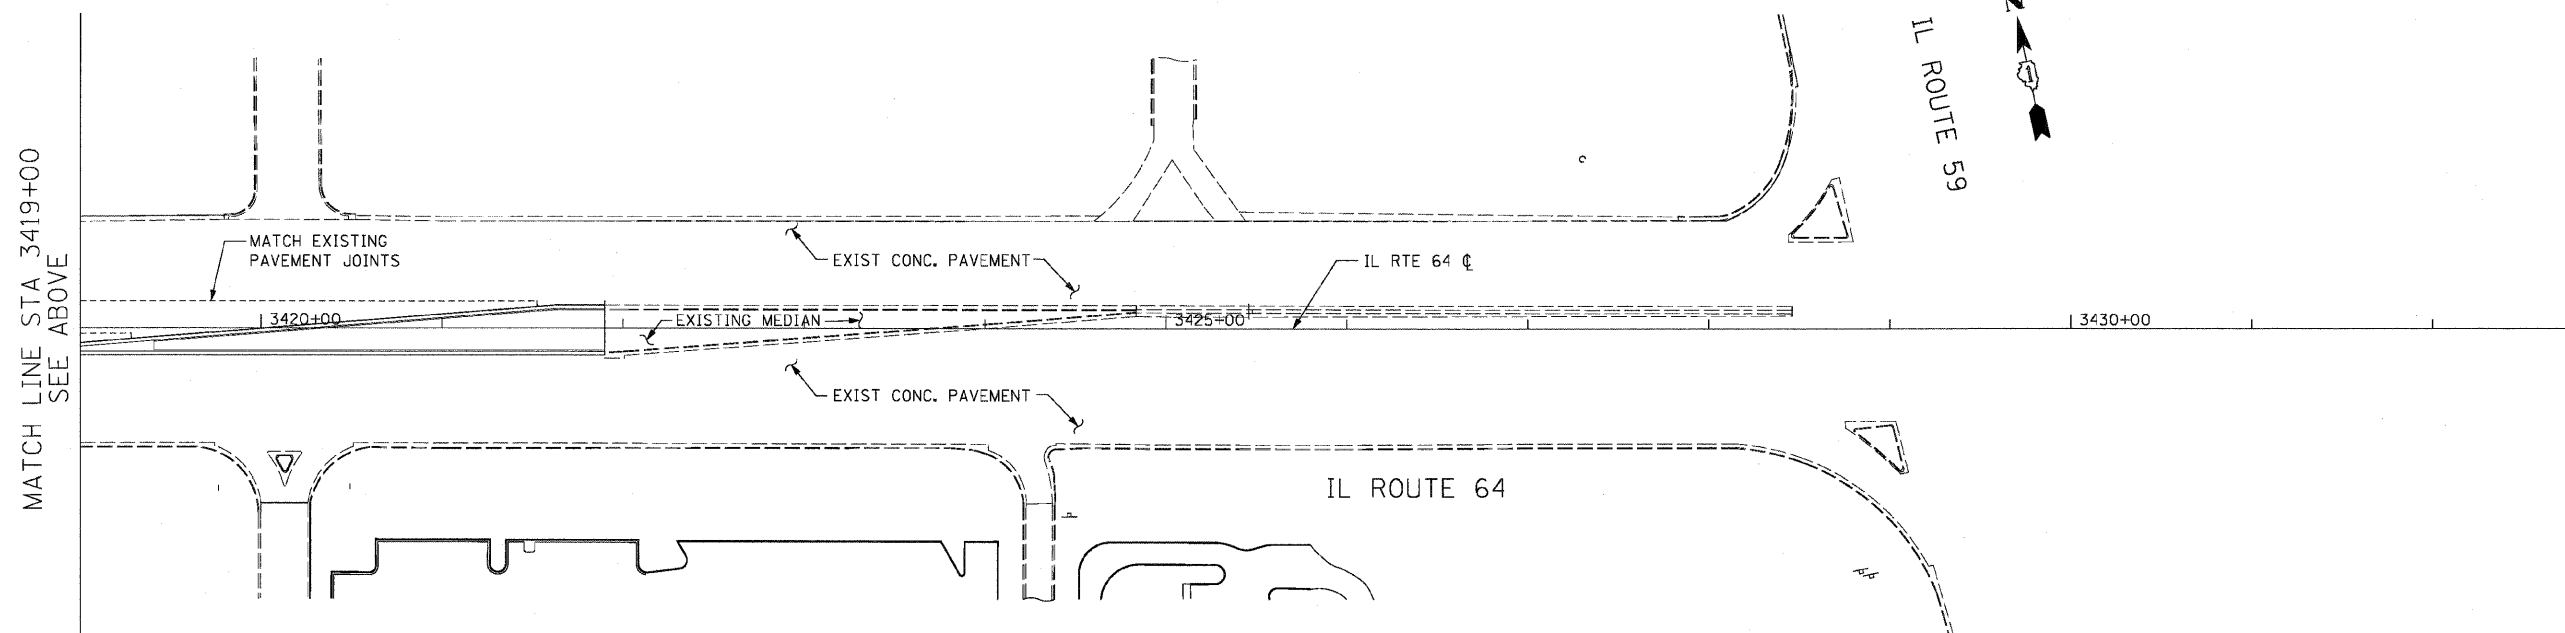 MATCH LINE STA 3419+00
SEE ABOVE
MATCH EXISTING
PAVEMENT JOINTS
EXIST CONC. PAVEMENT
IL RTE 64 ℄
IL ROUTE 59
N
3420+00
EXISTING MEDIAN
3425+00
3430+00
EXIST CONC. PAVEMENT
IL ROUTE 64